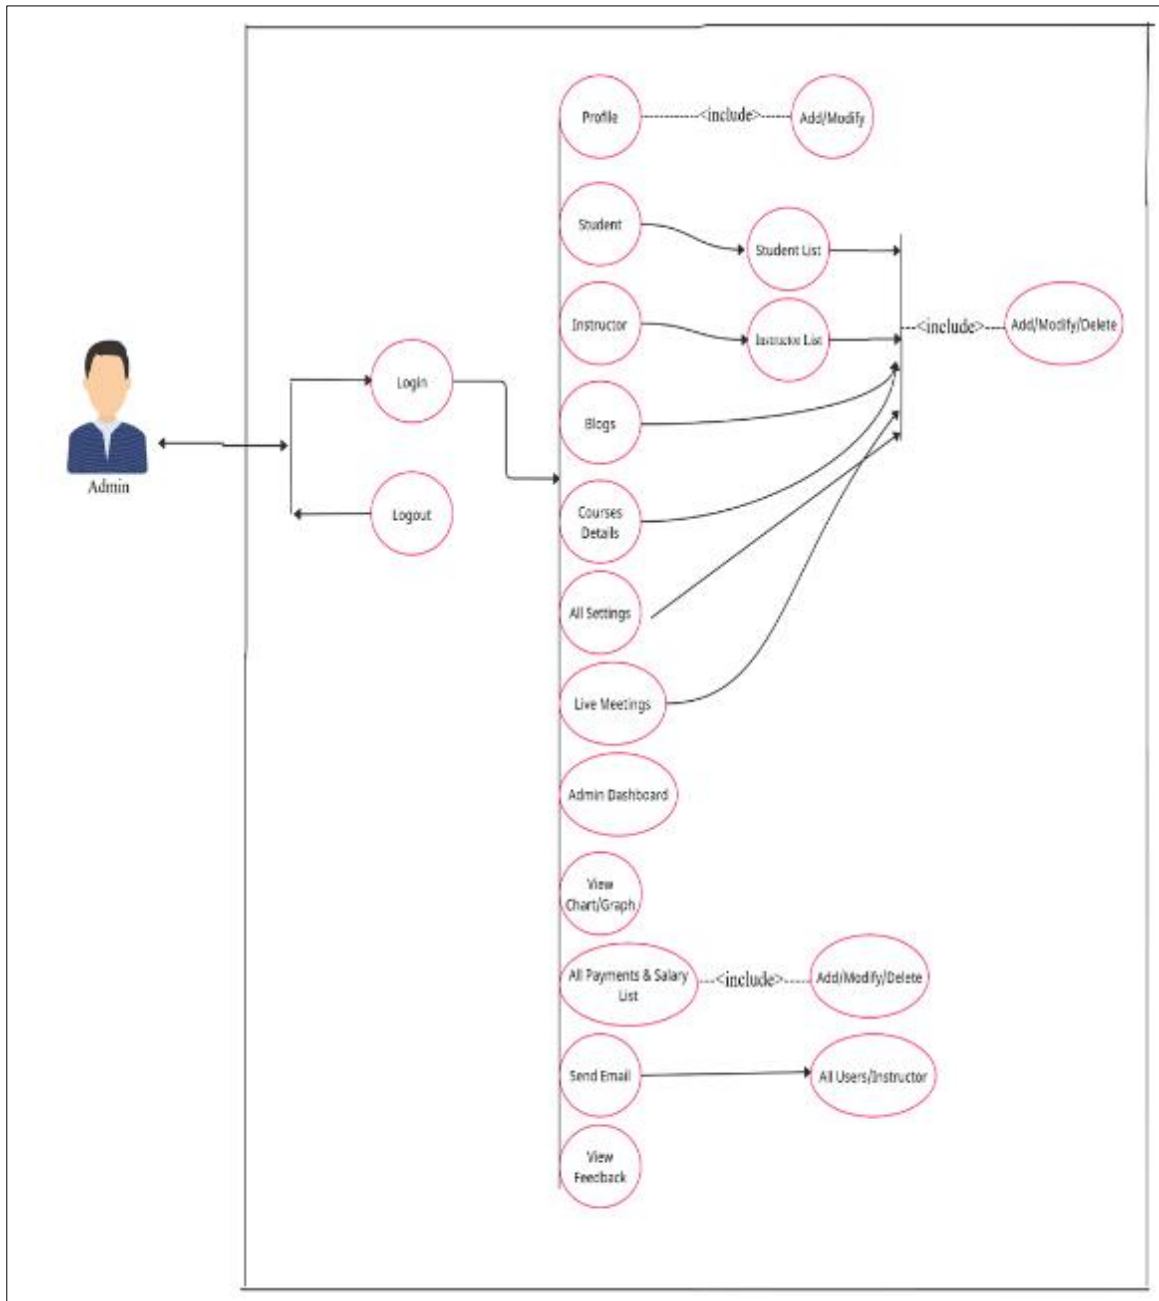 Profile
<include>
Add/Modify
Student
Student List
Instructor
Instructor List
<include>
Add/Modify/Delete
Login
Blogs
Admin
Logout
Courses
Details
All Settings
Live Meetings
Admin Dashboard
View
Chart/Graph
All Payments & Salary
List
<include>
Add/Modify/Delete
Send Email
All Users/Instructor
View
Feedback